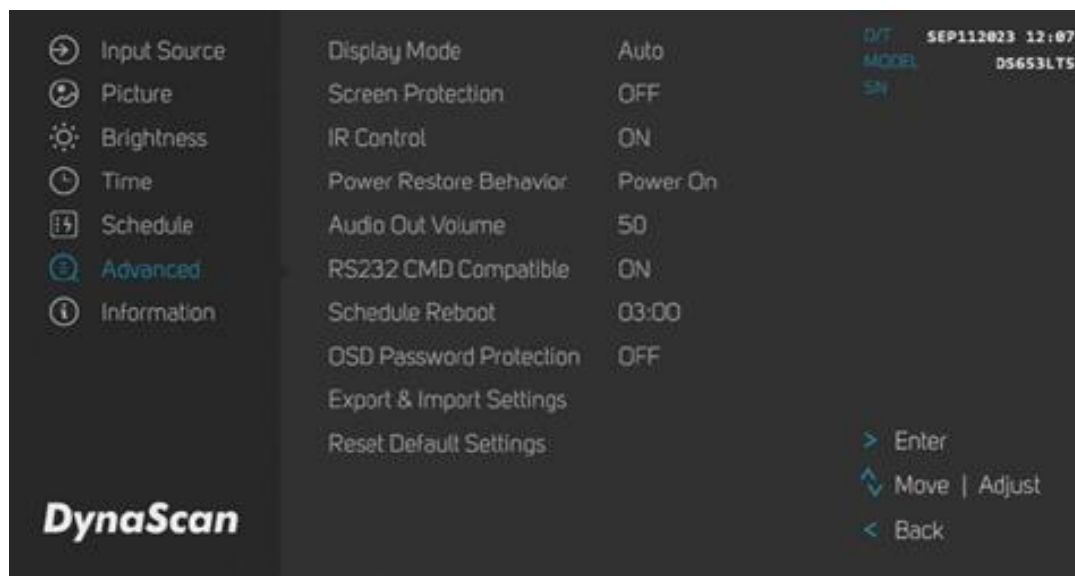 Input Source
Picture
Brightness
Time
Schedule
Advanced
Information
DynaScan
Display Mode Auto
Screen Protection OFF
IR Control ON
Power Restore Behavior Power On
Audio Out Volume 50
RS232 CMD Compatible ON
Schedule Reboot 03:00
OSD Password Protection OFF
Export & Import Settings
Reset Default Settings
D/T SEP112023 12:07
MODEL DS653LT5
SN
> Enter
Move | Adjust
< Back